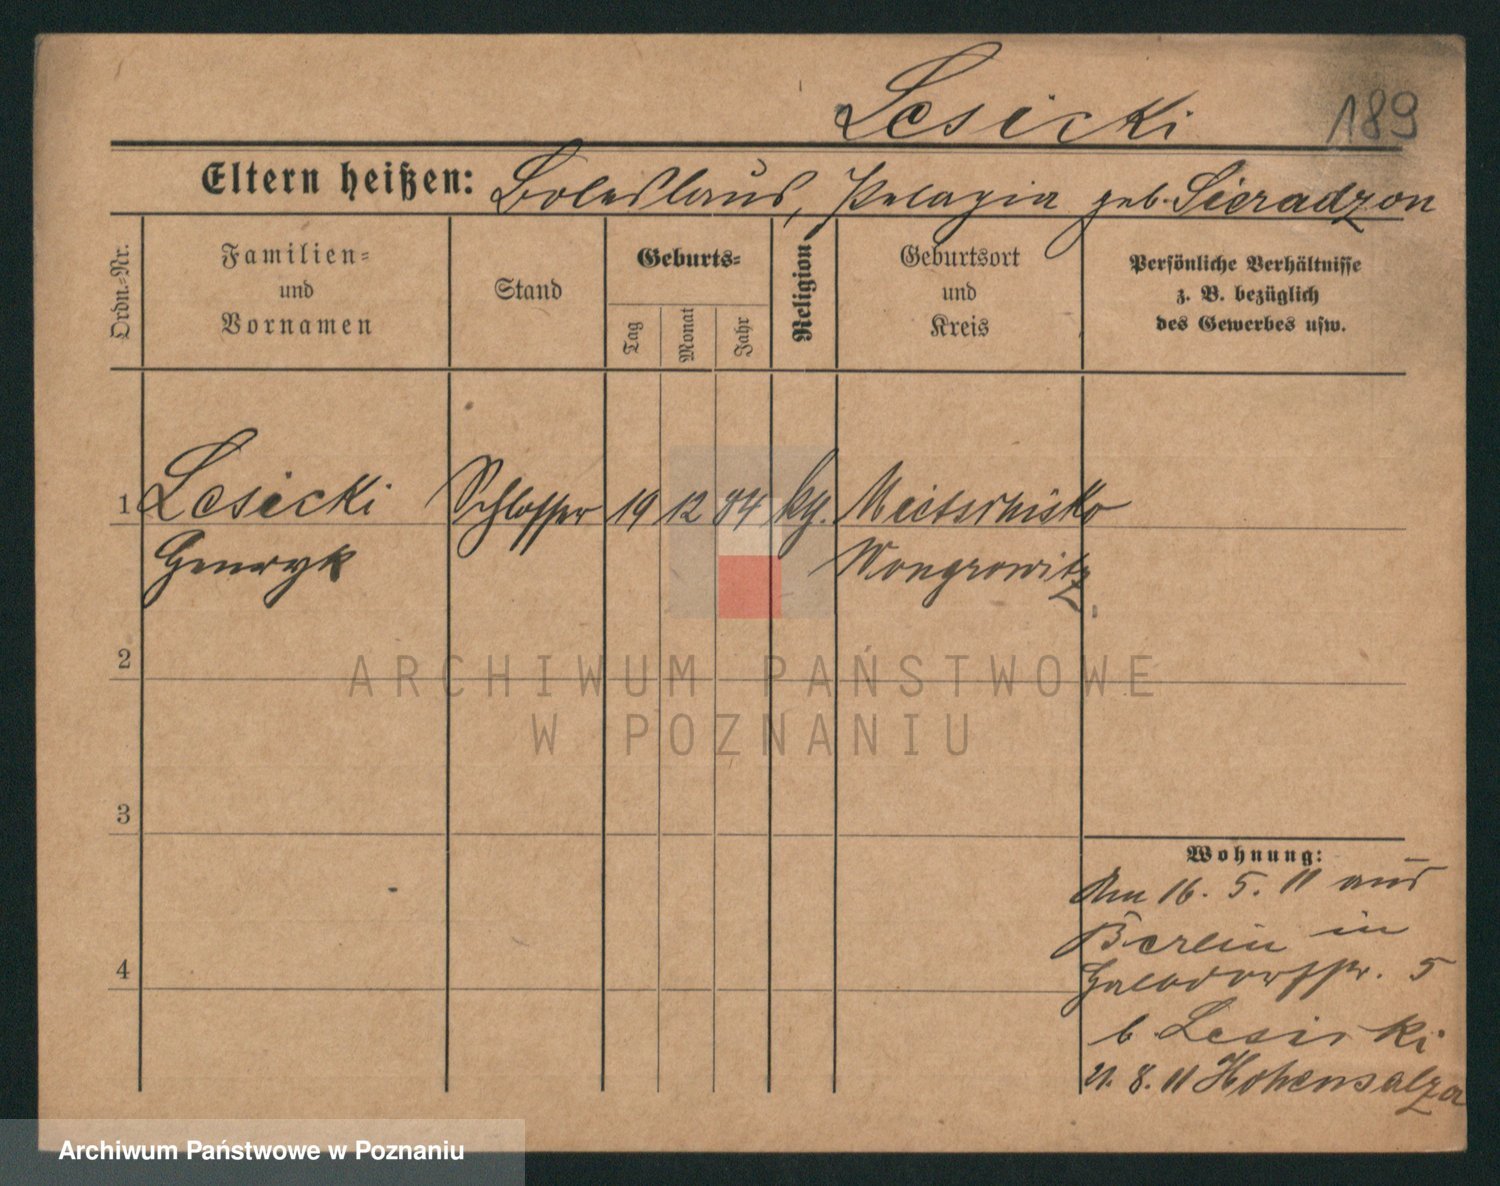 Lesicki 189
Eltern heißen: Boleslaus, Pelagia geb. Sieradzon
Ordn.-Nr.
Familien- und Vornamen
Stand
Geburts-
Tag
Monat
Jahr
Religion
Geburtsort und Kreis
Persönliche Verhältnisse
z. B. bezüglich
des Gewerbes usw.
1 Lesicki Schlosser 19 12 84 kg.
Henryk Wongrowitz
2
ARCHIWUM PAŃSTWOWE
W POZNANIU
3
Wohnung:
Am 16. 5. 11 aus
Berlin in
5
4
b. Lesicki
21. 8. 11 Hohensalza
Archiwum Państwowe w Poznaniu